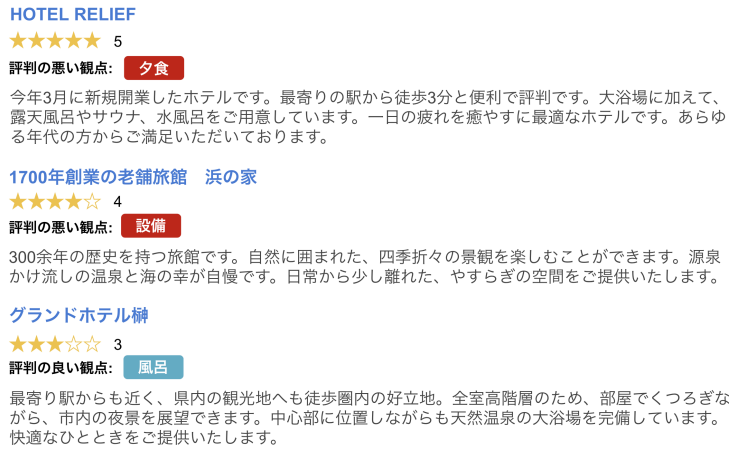 HOTEL RELIEF
★★★★★ 5
評判の悪い観点: 夕食
今年3月に新規開業したホテルです。最寄りの駅から徒歩3分と便利で評判です。大浴場に加えて、
露天風呂やサウナ、水風呂をご用意しています。一日の疲れを癒やすに最適なホテルです。あらゆ
る年代の方からご満足いただいております。
1700年創業の老舗旅館　浜の家
★★★★☆ 4
評判の悪い観点: 設備
300余年の歴史を持つ旅館です。自然に囲まれた、四季折々の景観を楽しむことができます。源泉
かけ流しの温泉と海の幸が自慢です。日常から少し離れた、やすらぎの空間をご提供いたします。
グランドホテル榊
★★★☆☆ 3
評判の良い観点: 風呂
最寄り駅からも近く、県内の観光地へも徒歩圏内の好立地。全室高階層のため、部屋でくつろぎな
がら、市内の夜景を展望できます。中心部に位置しながらも天然温泉の大浴場を完備しています。
快適なひとときをご提供いたします。